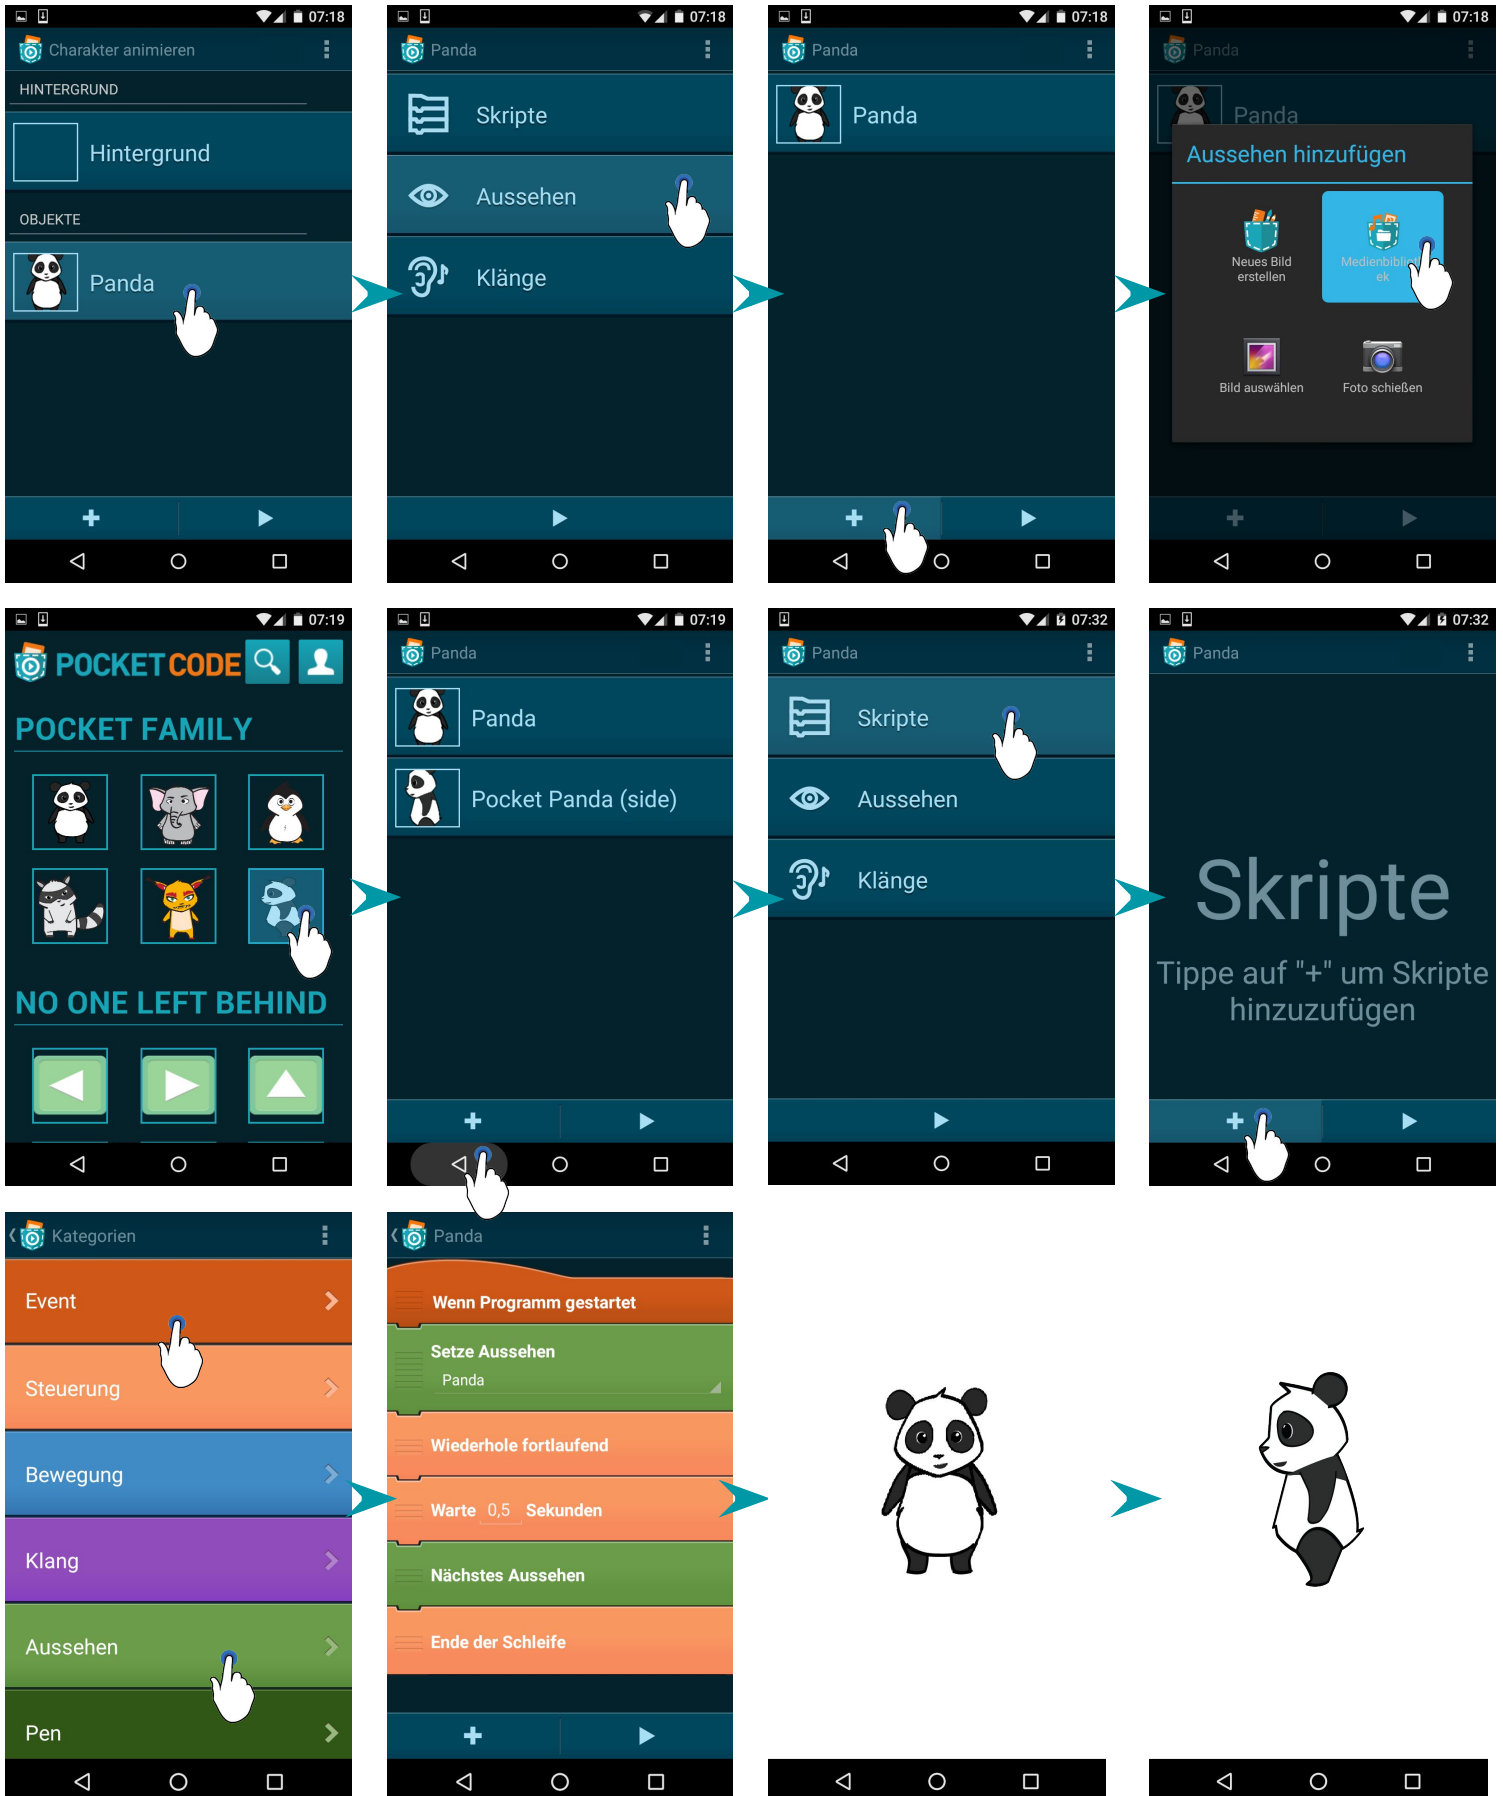 07:18
Charakter animieren
HINTERGRUND
Hintergrund
OBJEKTE
Panda
07:18
Panda
Skripte
Aussehen
Klänge
07:18
Panda
Panda
07:18
Panda
Panda
Aussehen hinzufügen
Neues Bild
erstellen
Medienbibliothek
ek
Bild auswählen
Foto schießen
07:19
POCKET CODE
POCKET FAMILY
NO ONE LEFT BEHIND
07:19
Panda
Panda
Pocket Panda (side)
07:32
Panda
Skripte
Aussehen
Klänge
07:32
Panda
Skripte
Tippe auf "+" um Skripte
hinzuzufügen
Kategorien
Event
Steuerung
Bewegung
Klang
Aussehen
Pen
Panda
Wenn Programm gestartet
Setze Aussehen
Panda
Wiederhole fortlaufend
Warte 0,5 Sekunden
Nächstes Aussehen
Ende der Schleife